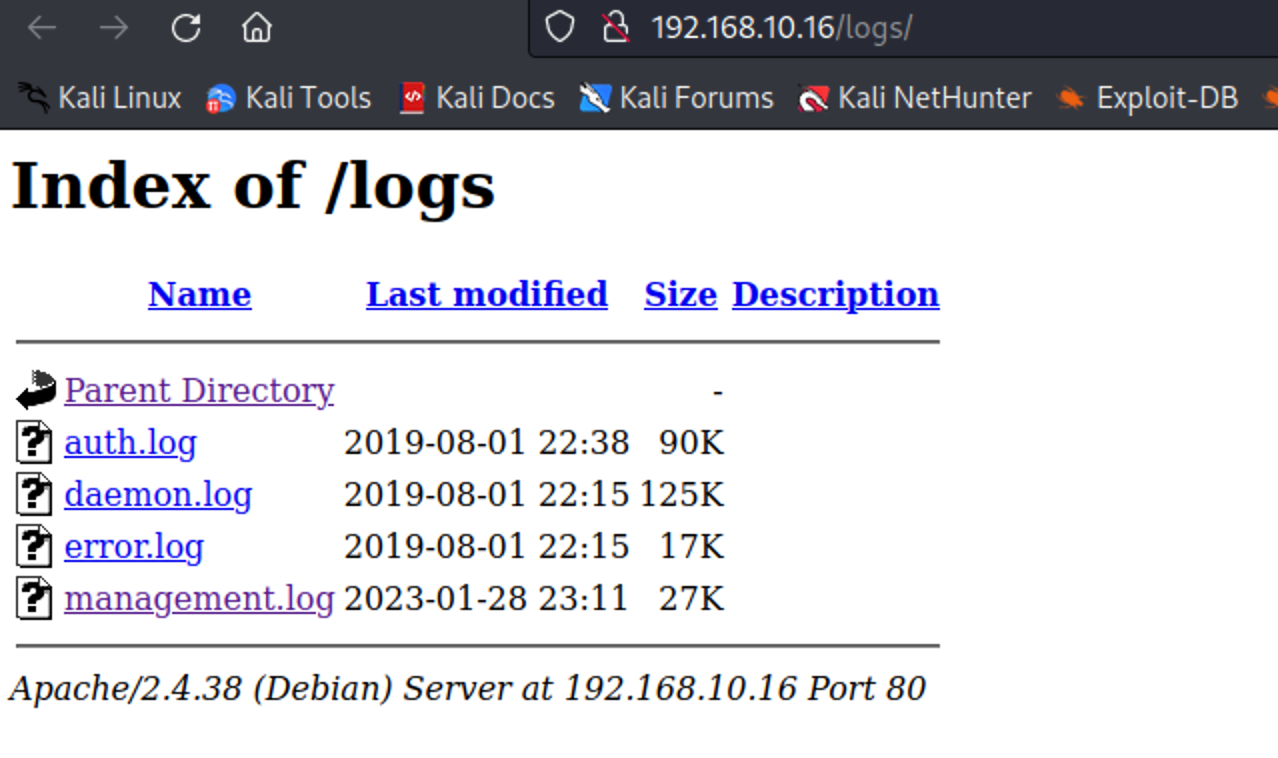 192.168.10.16/logs/
Kali Linux Kali Tools Kali Docs Kali Forums Kali NetHunter Exploit-DB
Index of /logs
Name Last modified Size Description
Parent Directory -
auth.log 2019-08-01 22:38 90K
daemon.log 2019-08-01 22:15 125K
error.log 2019-08-01 22:15 17K
management.log 2023-01-28 23:11 27K
Apache/2.4.38 (Debian) Server at 192.168.10.16 Port 80